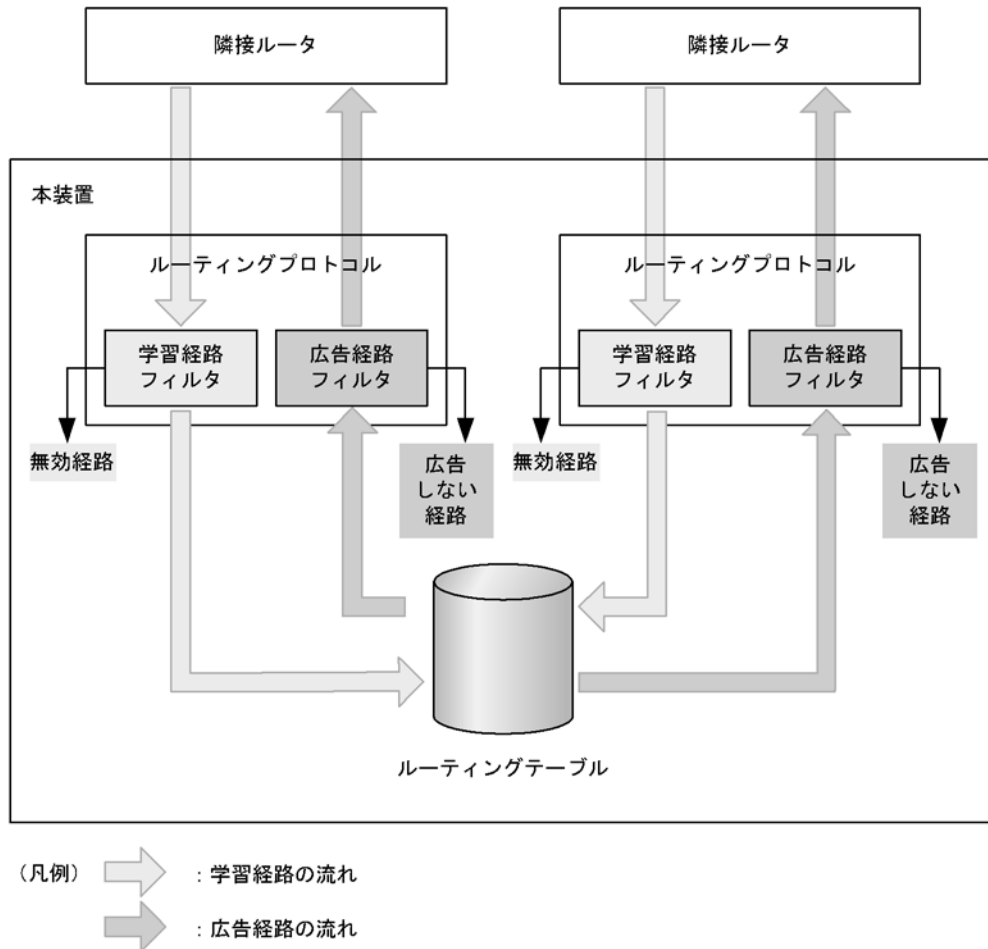 隣接ルータ
隣接ルータ
本装置
ルーティングプロトコル
ルーティングプロトコル
学習経路
フィルタ
広告経路
フィルタ
学習経路
フィルタ
広告経路
フィルタ
無効経路
広告
しない
経路
無効経路
広告
しない
経路
ルーティングテーブル
（凡例）
：学習経路の流れ
：広告経路の流れ